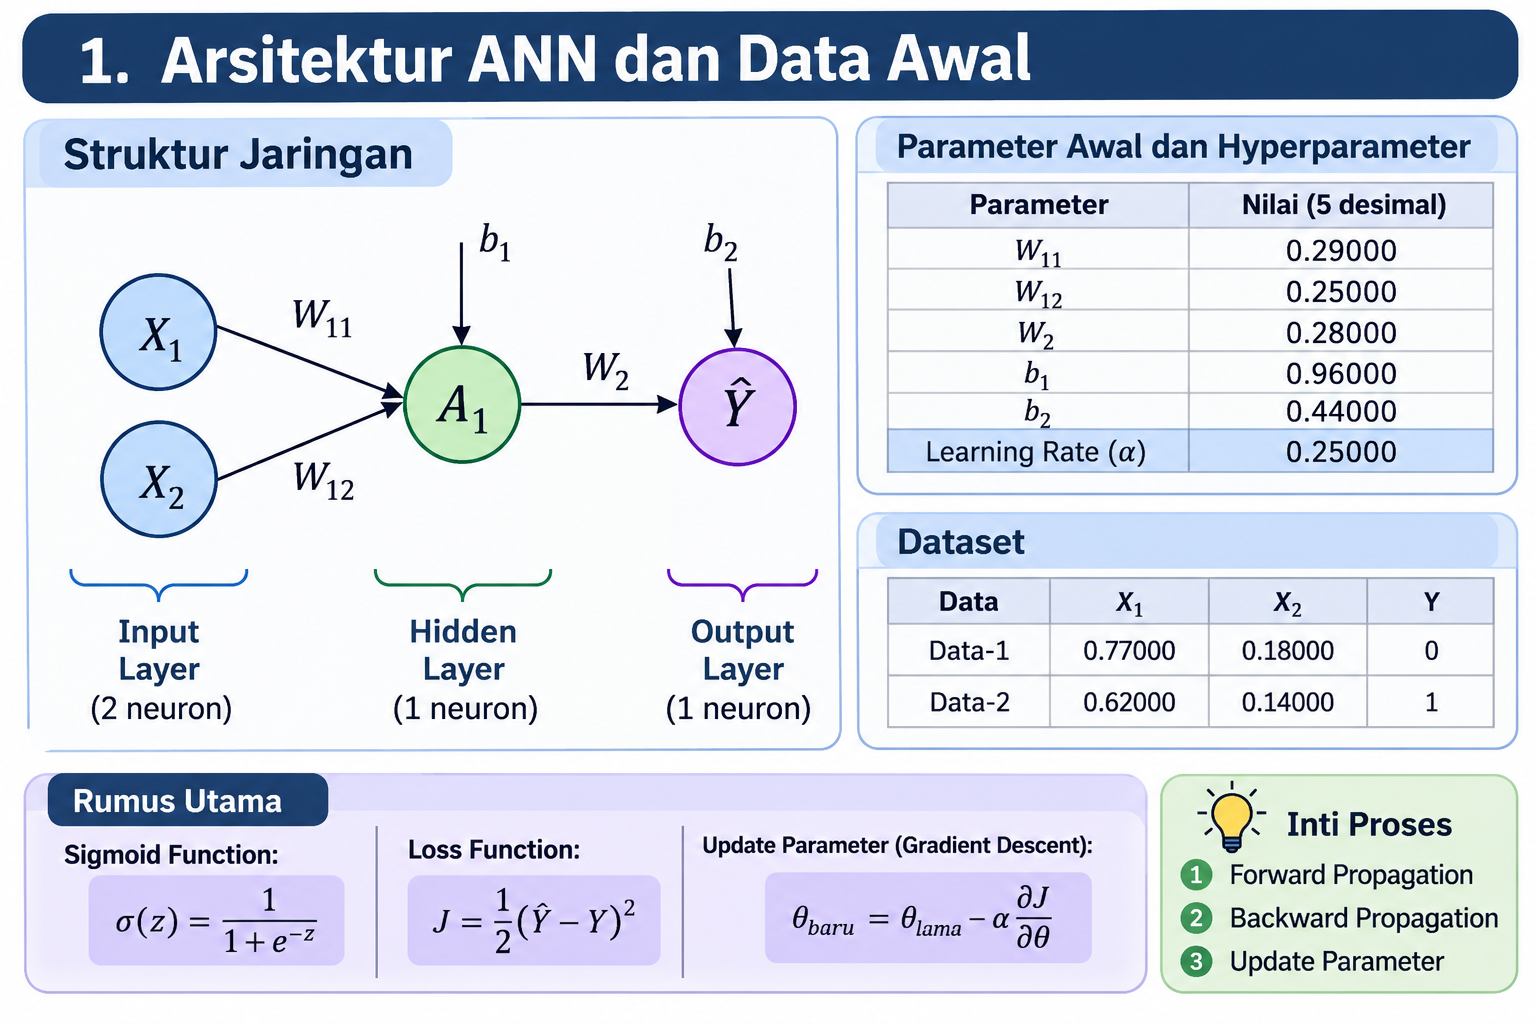 1. Arsitektur ANN dan Data Awal
Struktur Jaringan
b₁
b₂
W₁₁
X₁
W₂
A₁
Ŷ
X₂
W₁₂
Input Layer (2 neuron)
Hidden Layer (1 neuron)
Output Layer (1 neuron)
Parameter Awal dan Hyperparameter
Parameter Nilai (5 desimal)
W₁₁ 0.29000
W₁₂ 0.25000
W₂ 0.28000
b₁ 0.96000
b₂ 0.44000
Learning Rate (α) 0.25000
Dataset
Data X₁ X₂ Y
Data-1 0.77000 0.18000 0
Data-2 0.62000 0.14000 1
Rumus Utama
Sigmoid Function:
σ(z) = 1 / (1 + e^(−z))
Loss Function:
J = 1/2 (Ŷ − Y)²
Update Parameter (Gradient Descent):
θ_baru = θ_lama − α ∂J/∂θ
Inti Proses
1 Forward Propagation
2 Backward Propagation
3 Update Parameter